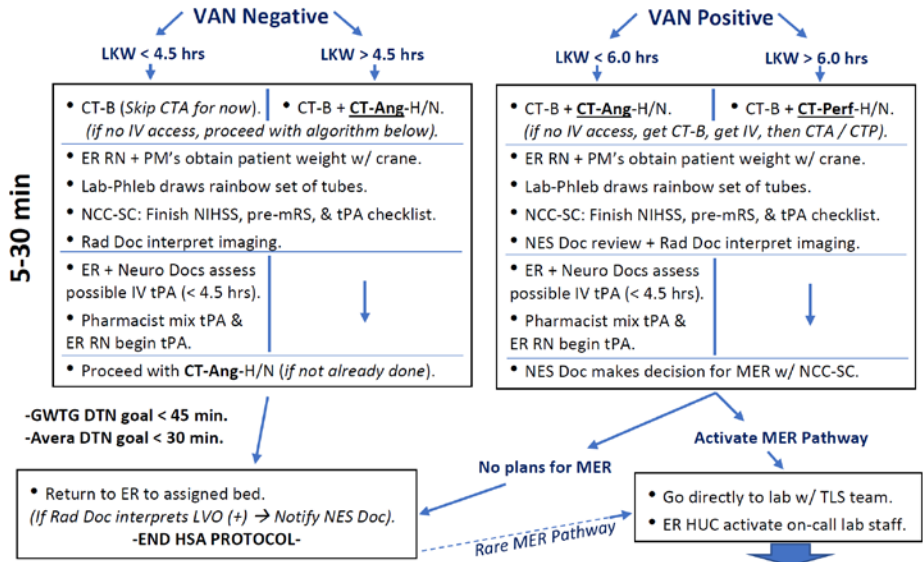 VAN Negative
LKW < 4.5 hrs
LKW > 4.5 hrs
• CT-B (Skip CTA for now).
• CT-B + CT-Ang-H/N.
(if no IV access, proceed with algorithm below).
• ER RN + PM's obtain patient weight w/ crane.
• Lab-Phleb draws rainbow set of tubes.
• NCC-SC: Finish NIHSS, pre-mRS, & tPA checklist.
• Rad Doc interpret imaging.
• ER + Neuro Docs assess
possible IV tPA (< 4.5 hrs).
• Pharmacist mix tPA &
ER RN begin tPA.
• Proceed with CT-Ang-H/N (if not already done).
VAN Positive
LKW < 6.0 hrs
LKW > 6.0 hrs
• CT-B + CT-Ang-H/N.
• CT-B + CT-Perf-H/N.
(if no IV access, get CT-B, get IV, then CTA / CTP).
• ER RN + PM's obtain patient weight w/ crane.
• Lab-Phleb draws rainbow set of tubes.
• NCC-SC: Finish NIHSS, pre-mRS, & tPA checklist.
• NES Doc review + Rad Doc interpret imaging.
• ER + Neuro Docs assess
possible IV tPA (< 4.5 hrs).
• Pharmacist mix tPA &
ER RN begin tPA.
• NES Doc makes decision for MER w/ NCC-SC.
5-30 min
-GWTG DTN goal < 45 min.
-Avera DTN goal < 30 min.
No plans for MER
Activate MER Pathway
• Return to ER to assigned bed.
(If Rad Doc interprets LVO (+) → Notify NES Doc).
-END HSA PROTOCOL-
Rare MER Pathway
• Go directly to lab w/ TLS team.
• ER HUC activate on-call lab staff.